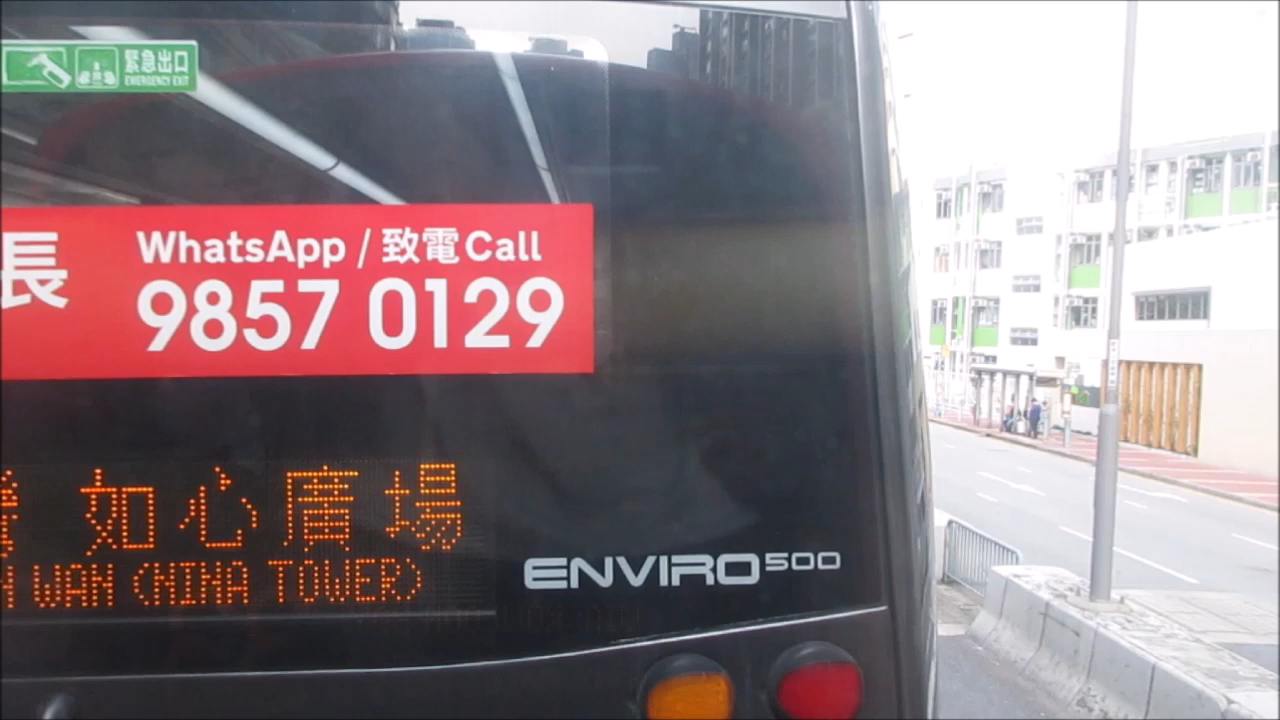 緊急出口
EMERGENCY EXIT
長
WhatsApp / 致電 Call
9857 0129
如心廣場
WAN (NINA TOWER)
ENVIRO500